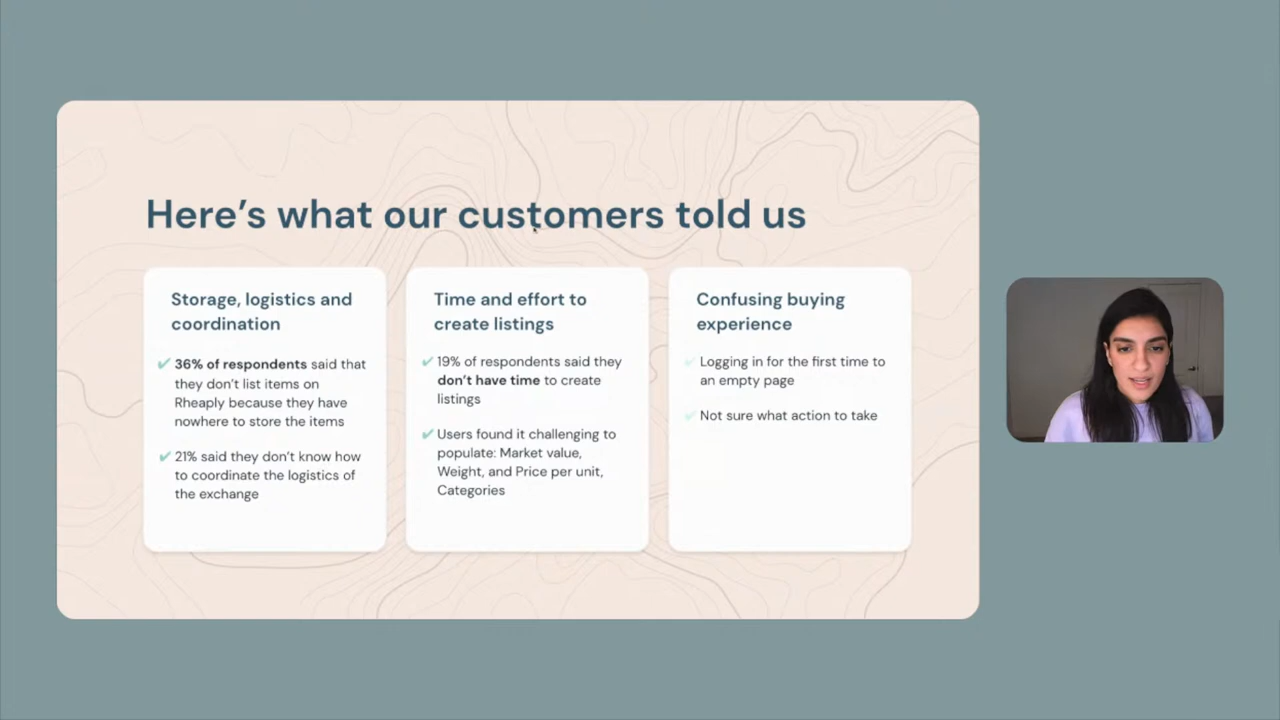 Here’s what our customers told us
Storage, logistics and
coordination
✔ 36% of respondents said that
they don’t list items on
Rheaply because they have
nowhere to store the items
✔ 21% said they don’t know how
to coordinate the logistics of
the exchange
Time and effort to
create listings
✔ 19% of respondents said they
don’t have time to create
listings
✔ Users found it challenging to
populate: Market value,
Weight, and Price per unit,
Categories
Confusing buying
experience
✔ Logging in for the first time to
an empty page
✔ Not sure what action to take